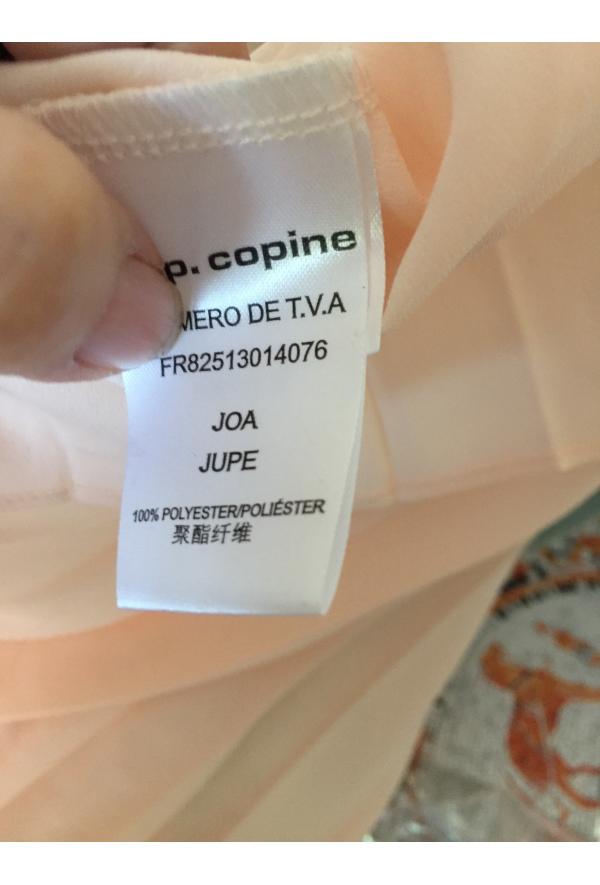 p. copine
MERO DE T.V.A
FR82513014076
JOA
JUPE
100% POLYESTER/POLIÉSTER
聚酯纤维